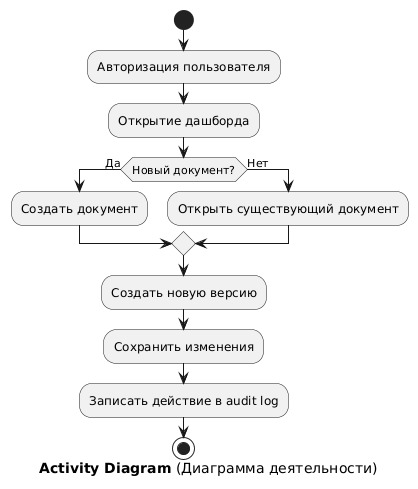 Авторизация пользователя
Открытие дашборда
Да
Новый документ?
Нет
Создать документ
Открыть существующий документ
Создать новую версию
Сохранить изменения
Записать действие в audit log
Activity Diagram (Диаграмма деятельности)